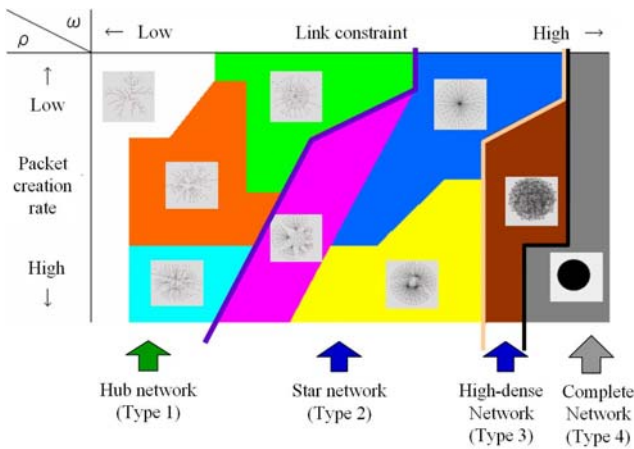 ω
ρ
← Low Link constraint High →
↑
Low
Packet
creation
rate
High
↓
Hub network
(Type 1)
Star network
(Type 2)
High-dense
Network
(Type 3)
Complete
Network
(Type 4)